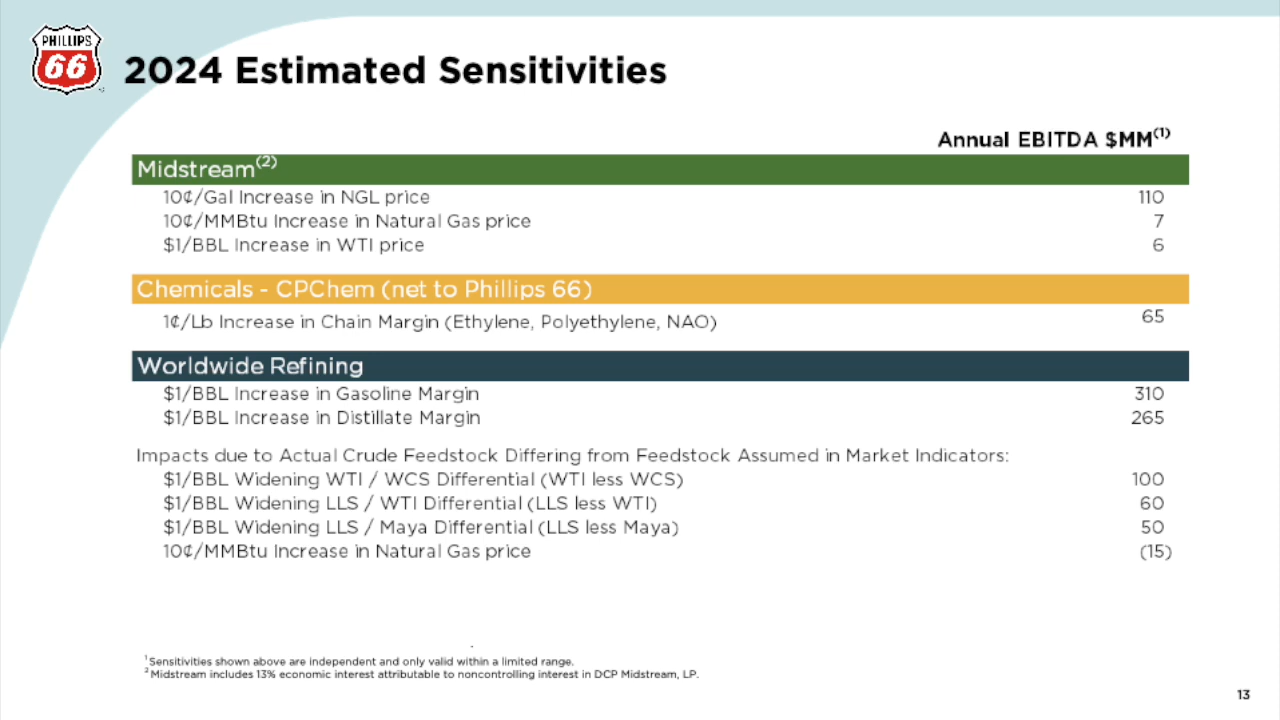 PHILLIPS
66
2024 Estimated Sensitivities
Annual EBITDA $MM(1)
Midstream(2)
10¢/Gal Increase in NGL price 110
10¢/MMBtu Increase in Natural Gas price 7
$1/BBL Increase in WTI price 6
Chemicals - CPChem (net to Phillips 66)
1¢/Lb Increase in Chain Margin (Ethylene, Polyethylene, NAO) 65
Worldwide Refining
$1/BBL Increase in Gasoline Margin 310
$1/BBL Increase in Distillate Margin 265
Impacts due to Actual Crude Feedstock Differing from Feedstock Assumed in Market Indicators:
$1/BBL Widening WTI / WCS Differential (WTI less WCS) 100
$1/BBL Widening LLS / WTI Differential (LLS less WTI) 60
$1/BBL Widening LLS / Maya Differential (LLS less Maya) 50
10¢/MMBtu Increase in Natural Gas price (15)
1 Sensitivities shown above are independent and only valid within a limited range.
2 Midstream includes 13% economic interest attributable to noncontrolling interest in DCP Midstream, LP.
13